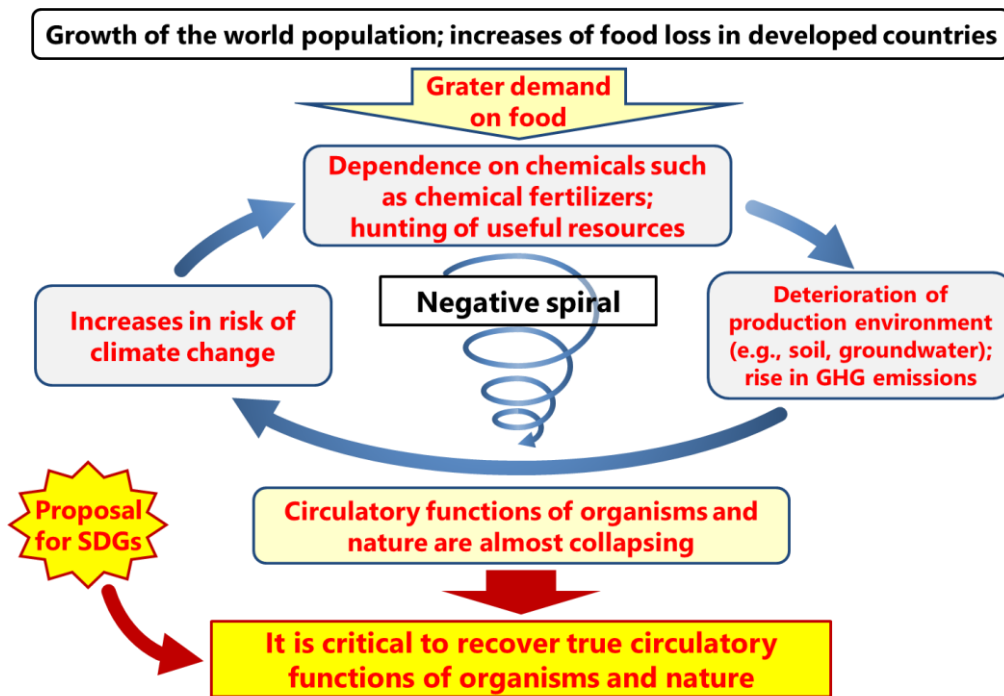 Growth of the world population; increases of food loss in developed countries
Grater demand
on food
Dependence on chemicals such
as chemical fertilizers;
hunting of useful resources
Negative spiral
Increases in risk of
climate change
Deterioration of
production environment
(e.g., soil, groundwater);
rise in GHG emissions
Circulatory functions of organisms and
nature are almost collapsing
Proposal
for SDGs
It is critical to recover true circulatory
functions of organisms and nature